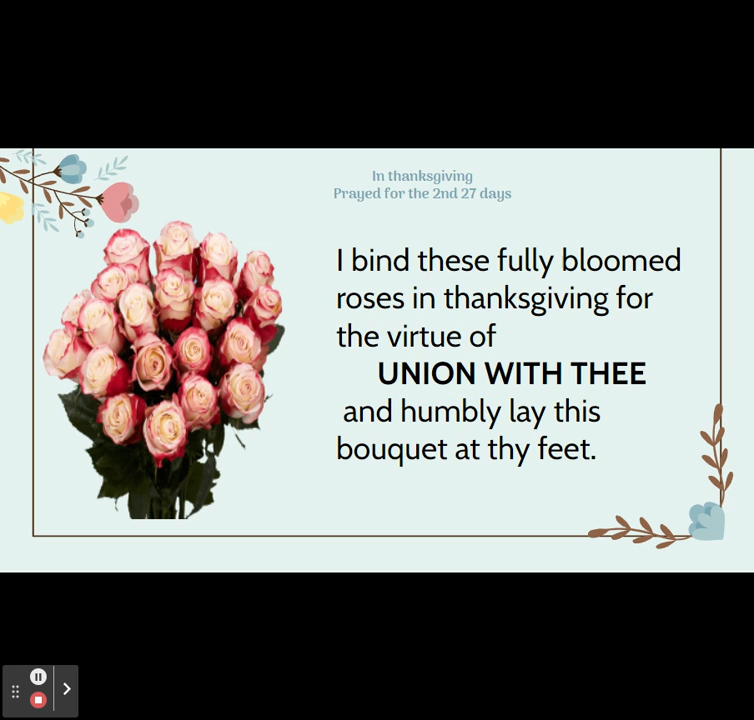 In thanksgiving
Prayed for the 2nd 27 days
I bind these fully bloomed
roses in thanksgiving for
the virtue of
UNION WITH THEE
and humbly lay this
bouquet at thy feet.